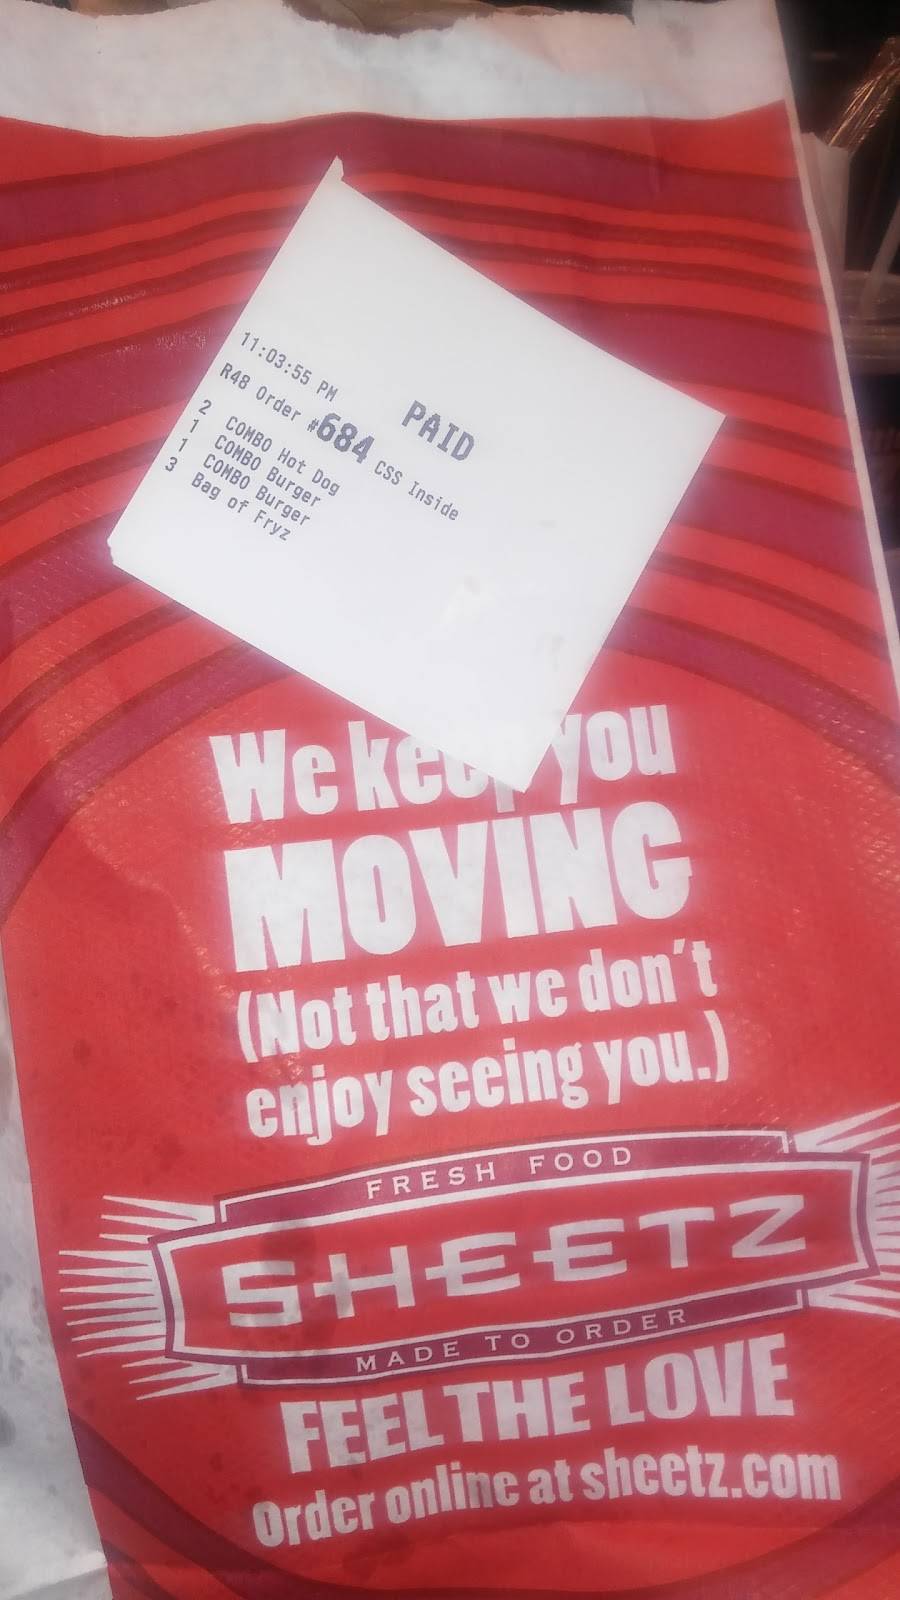 11:03:55 PM
PAID
R48 Order #684 CSS Inside
2 COMBO Hot Dog
1 COMBO Burger
1 COMBO Burger
3 Bag of Fryz
We keep you
MOVING
(Not that we don't
enjoy seeing you.)
FRESH FOOD
SHEETZ
MADE TO ORDER
FEEL THE LOVE
Order online at sheetz.com